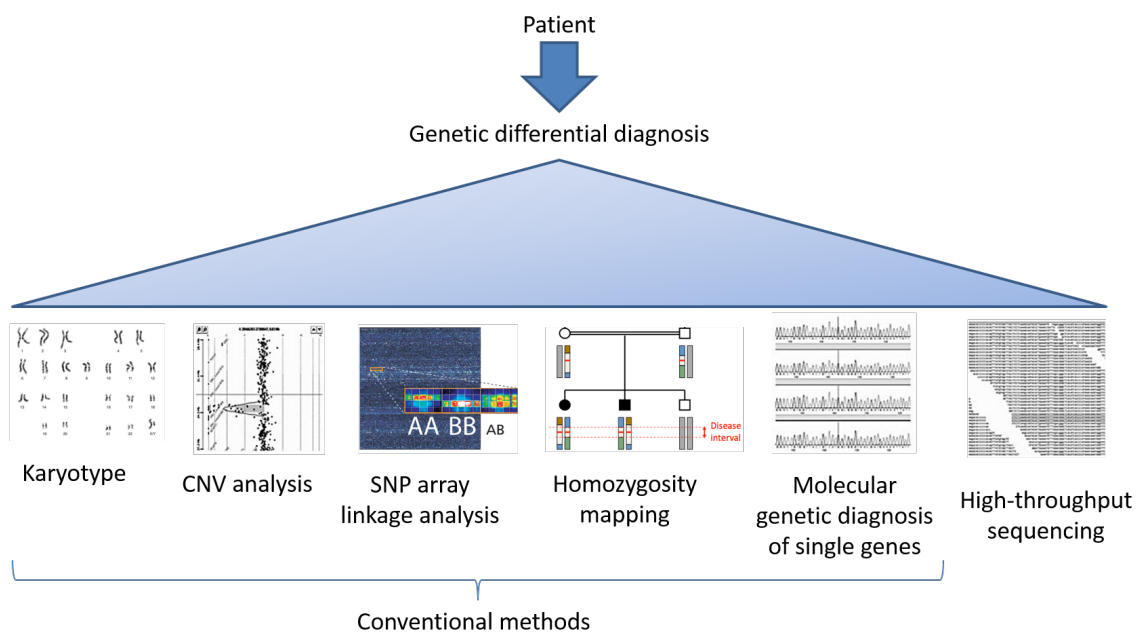 Patient
Genetic differential diagnosis
AA BB AB
Disease
interval
Karyotype
CNV analysis
SNP array
linkage analysis
Homozygosity
mapping
Molecular
genetic diagnosis
of single genes
High-throughput
sequencing
Conventional methods